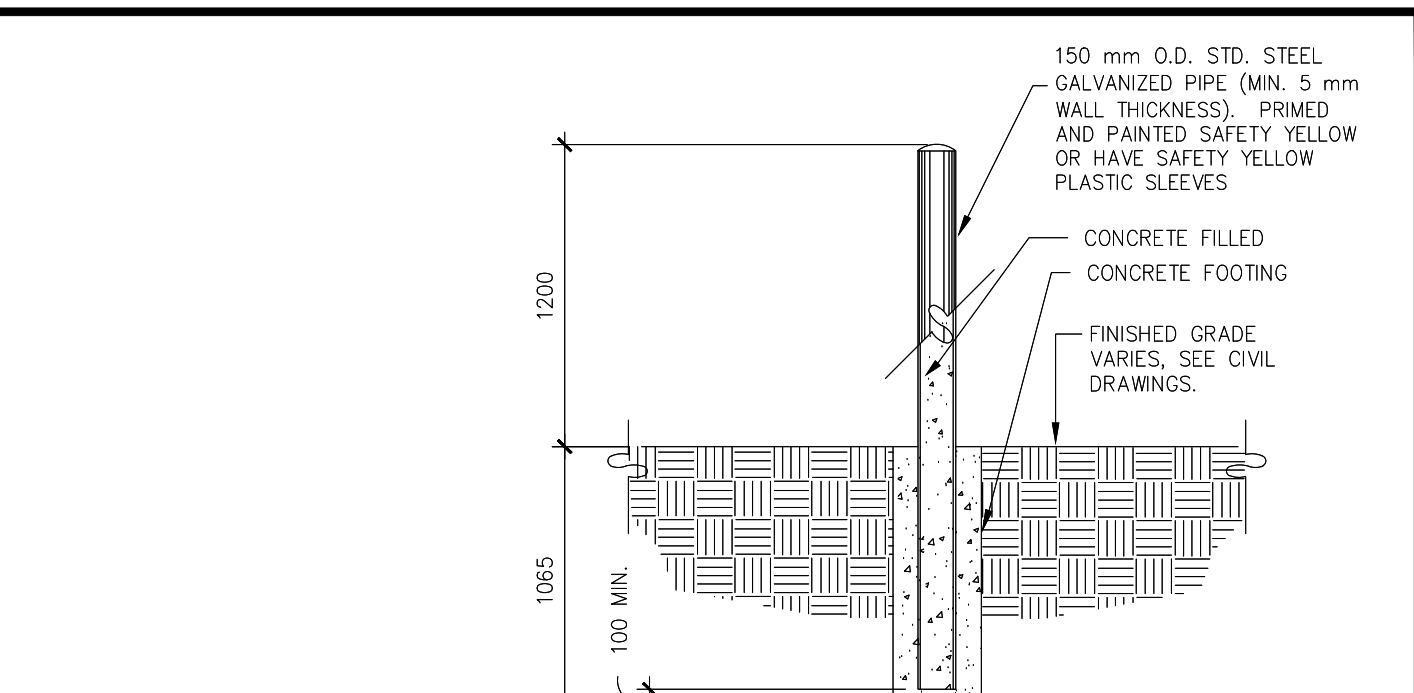 150 mm O.D. STD. STEEL
GALVANIZED PIPE (MIN. 5 mm
WALL THICKNESS). PRIMED
AND PAINTED SAFETY YELLOW
OR HAVE SAFETY YELLOW
PLASTIC SLEEVES
CONCRETE FILLED
CONCRETE FOOTING
1200
FINISHED GRADE
VARIES, SEE CIVIL
DRAWINGS.
1065
100 MIN.